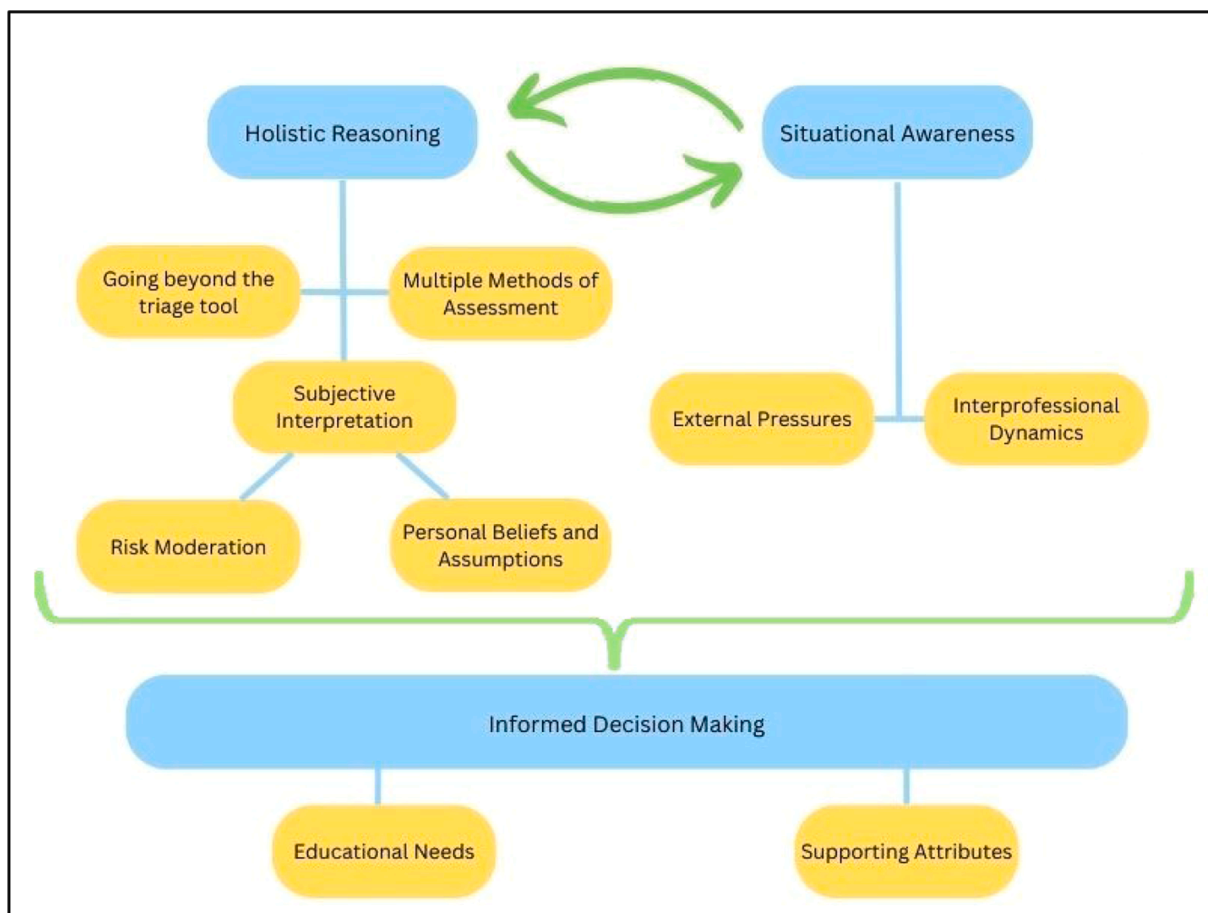 Holistic Reasoning
Situational Awareness
Going beyond the
triage tool
Multiple Methods of
Assessment
Subjective
Interpretation
External Pressures
Interprofessional
Dynamics
Risk Moderation
Personal Beliefs and
Assumptions
Informed Decision Making
Educational Needs
Supporting Attributes